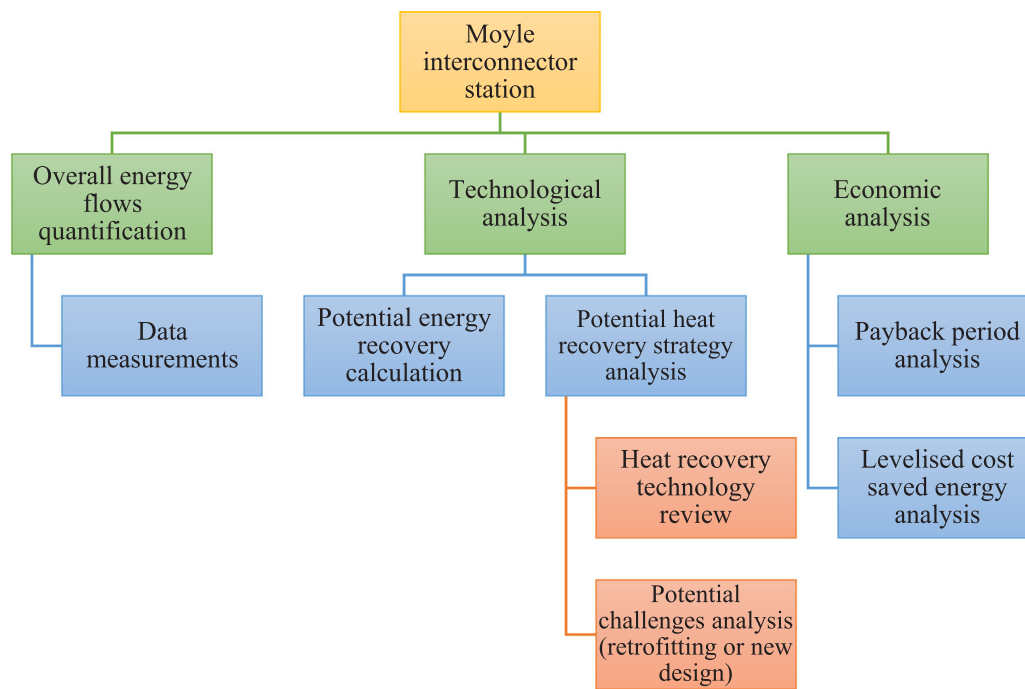 Moyle
interconnector
station
Overall energy
flows
quantification
Technological
analysis
Economic
analysis
Data
measurements
Potential energy
recovery
calculation
Potential heat
recovery strategy
analysis
Payback period
analysis
Heat recovery
technology
review
Levelised cost
saved energy
analysis
Potential
challenges analysis
(retrofitting or new
design)